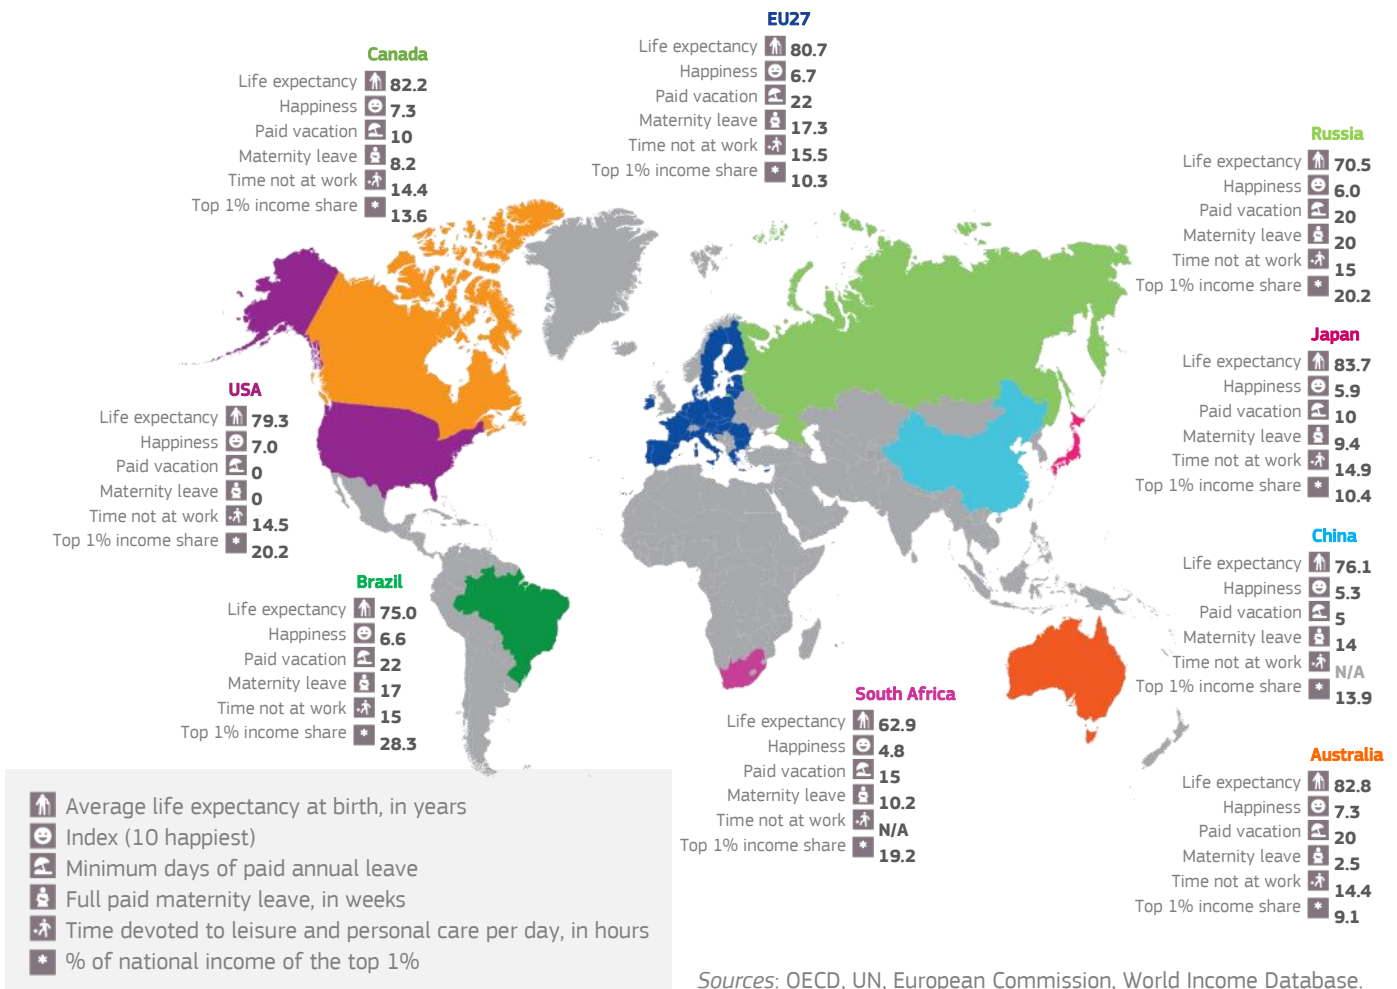 EU27
Life expectancy 80.7
Happiness 6.7
Paid vacation 22
Maternity leave 17.3
Time not at work 15.5
Top 1% income share * 10.3
Canada
Life expectancy 82.2
Happiness 7.3
Paid vacation 10
Maternity leave 8.2
Time not at work 14.4
Top 1% income share * 13.6
Russia
Life expectancy 70.5
Happiness 6.0
Paid vacation 20
Maternity leave 20
Time not at work 15
Top 1% income share * 20.2
Japan
Life expectancy 83.7
Happiness 5.9
Paid vacation 10
Maternity leave 9.4
Time not at work 14.9
Top 1% income share * 10.4
USA
Life expectancy 79.3
Happiness 7.0
Paid vacation 0
Maternity leave 0
Time not at work 14.5
Top 1% income share * 20.2
China
Life expectancy 76.1
Happiness 5.3
Paid vacation 5
Maternity leave 14
Time not at work N/A
Top 1% income share * 13.9
Brazil
Life expectancy 75.0
Happiness 6.6
Paid vacation 22
Maternity leave 17
Time not at work 15
Top 1% income share * 28.3
South Africa
Life expectancy 62.9
Happiness 4.8
Paid vacation 15
Maternity leave 10.2
Time not at work N/A
Top 1% income share * 19.2
Australia
Life expectancy 82.8
Happiness 7.3
Paid vacation 20
Maternity leave 2.5
Time not at work 14.4
Top 1% income share * 9.1
Average life expectancy at birth, in years
Index (10 happiest)
Minimum days of paid annual leave
Full paid maternity leave, in weeks
Time devoted to leisure and personal care per day, in hours
* % of national income of the top 1%
Sources: OECD, UN, European Commission, World Income Database.